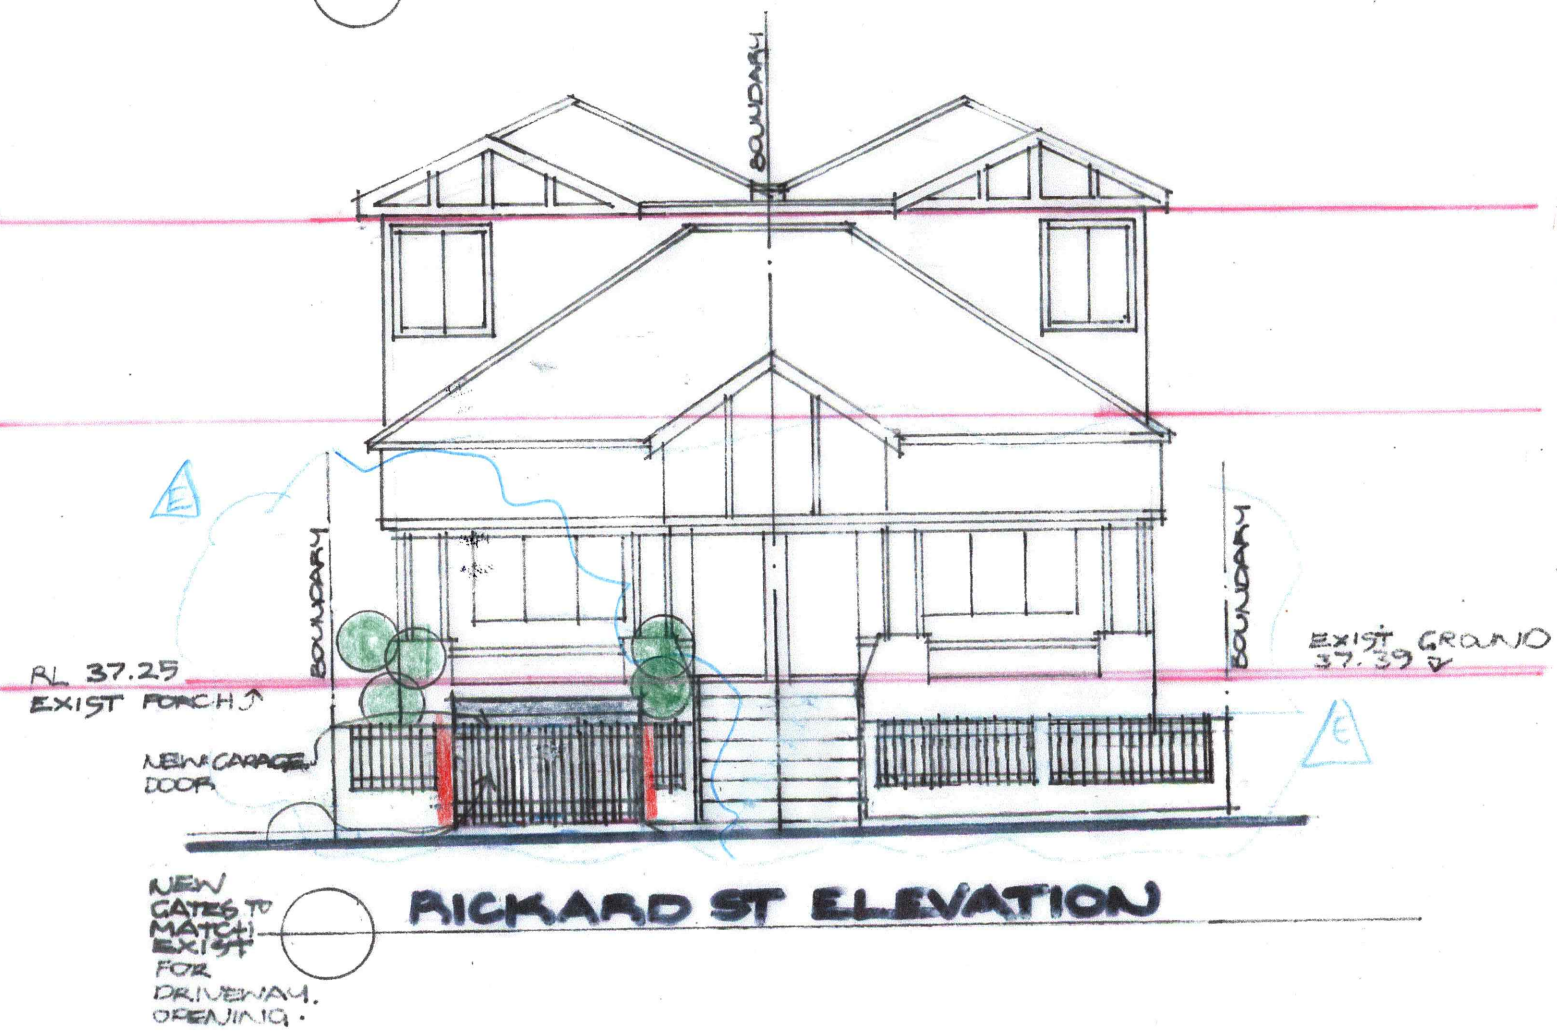 BOUNDARY
E
BOUNDARY
BOUNDARY
RL 37.25
EXIST PORCH
EXIST GROUND
37.39
E
NEW GARAGE
DOOR
RICKARD ST ELEVATION
NEW
GATES TO
MATCH
EXIST
FOR
DRIVEWAY.
OPENING.